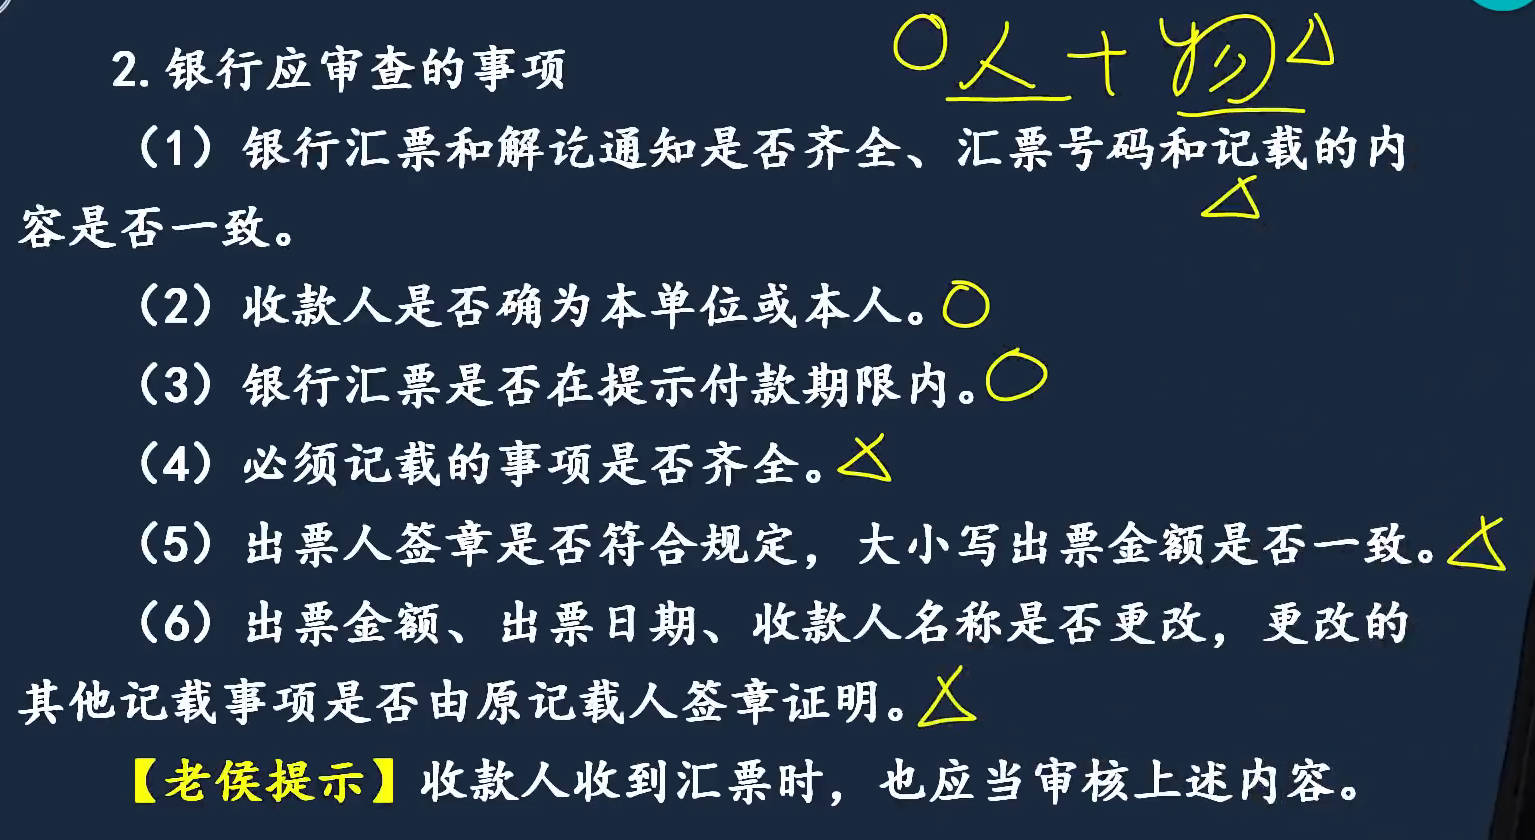 人+物
2.银行应审查的事项
（1）银行汇票和解讫通知是否齐全、汇票号码和记载的内
容是否一致。
（2）收款人是否确为本单位或本人。
（3）银行汇票是否在提示付款期限内。
（4）必须记载的事项是否齐全。
（5）出票人签章是否符合规定，大小写出票金额是否一致。
（6）出票金额、出票日期、收款人名称是否更改，更改的
其他记载事项是否由原记载人签章证明。
【老侯提示】收款人收到汇票时，也应当审核上述内容。